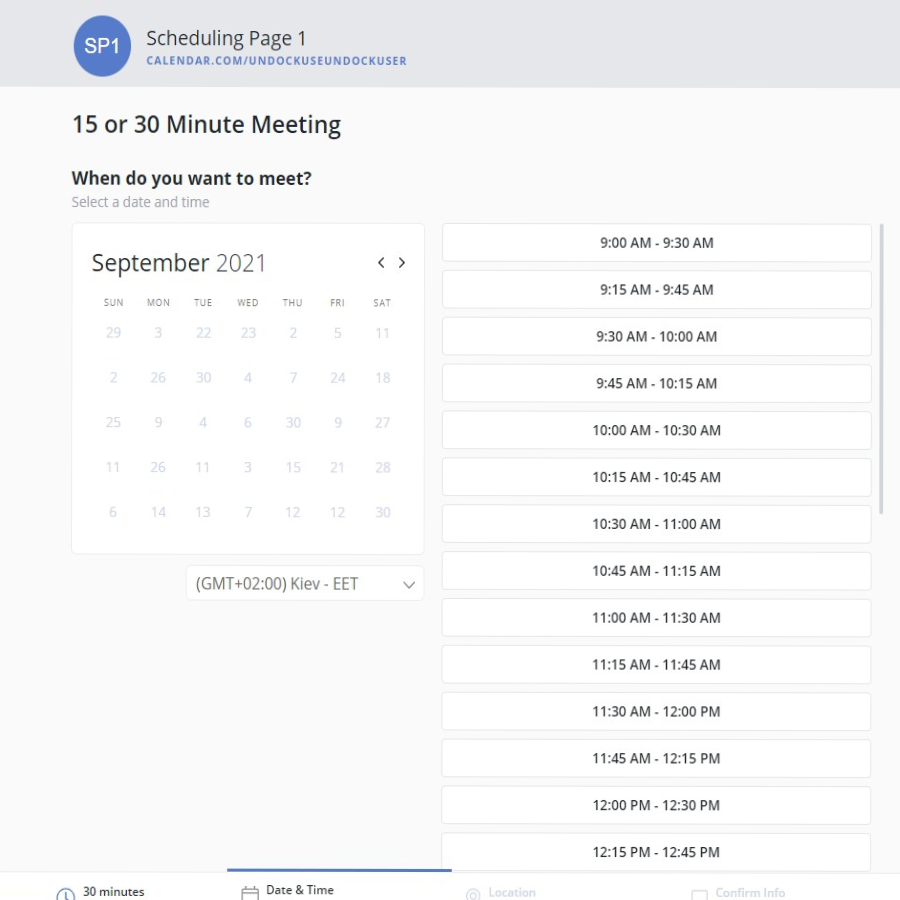 SP1
Scheduling Page 1
CALENDAR.COM/UNDOCKUSEUNDOCKUSER
15 or 30 Minute Meeting
When do you want to meet?
Select a date and time
September 2021
SUN MON TUE WED THU FRI SAT
29 3 22 23 2 5 11
2 26 30 4 7 24 18
25 9 4 6 30 9 27
11 26 11 3 15 21 28
6 14 13 7 12 12 30
(GMT+02:00) Kiev - EET
9:00 AM - 9:30 AM
9:15 AM - 9:45 AM
9:30 AM - 10:00 AM
9:45 AM - 10:15 AM
10:00 AM - 10:30 AM
10:15 AM - 10:45 AM
10:30 AM - 11:00 AM
10:45 AM - 11:15 AM
11:00 AM - 11:30 AM
11:15 AM - 11:45 AM
11:30 AM - 12:00 PM
11:45 AM - 12:15 PM
12:00 PM - 12:30 PM
12:15 PM - 12:45 PM
30 minutes
Date & Time
Location
Confirm Info